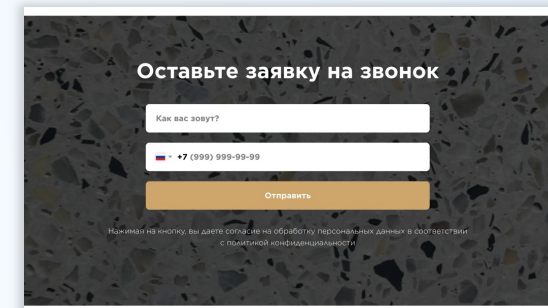 Оставьте заявку на звонок
Как вас зовут?
+7 (999) 999-99-99
Отправить
Нажимая на кнопку, вы даете согласие на обработку персональных данных в соответствии
с политикой конфиденциальности